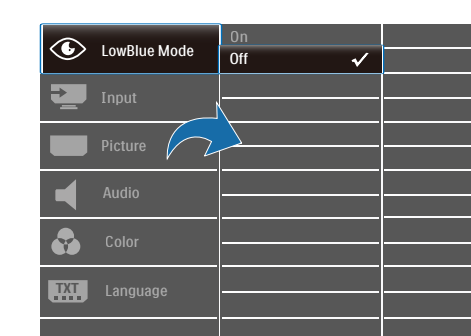 LowBlue Mode
On
Off
Input
Picture
Audio
Color
TXT
Language